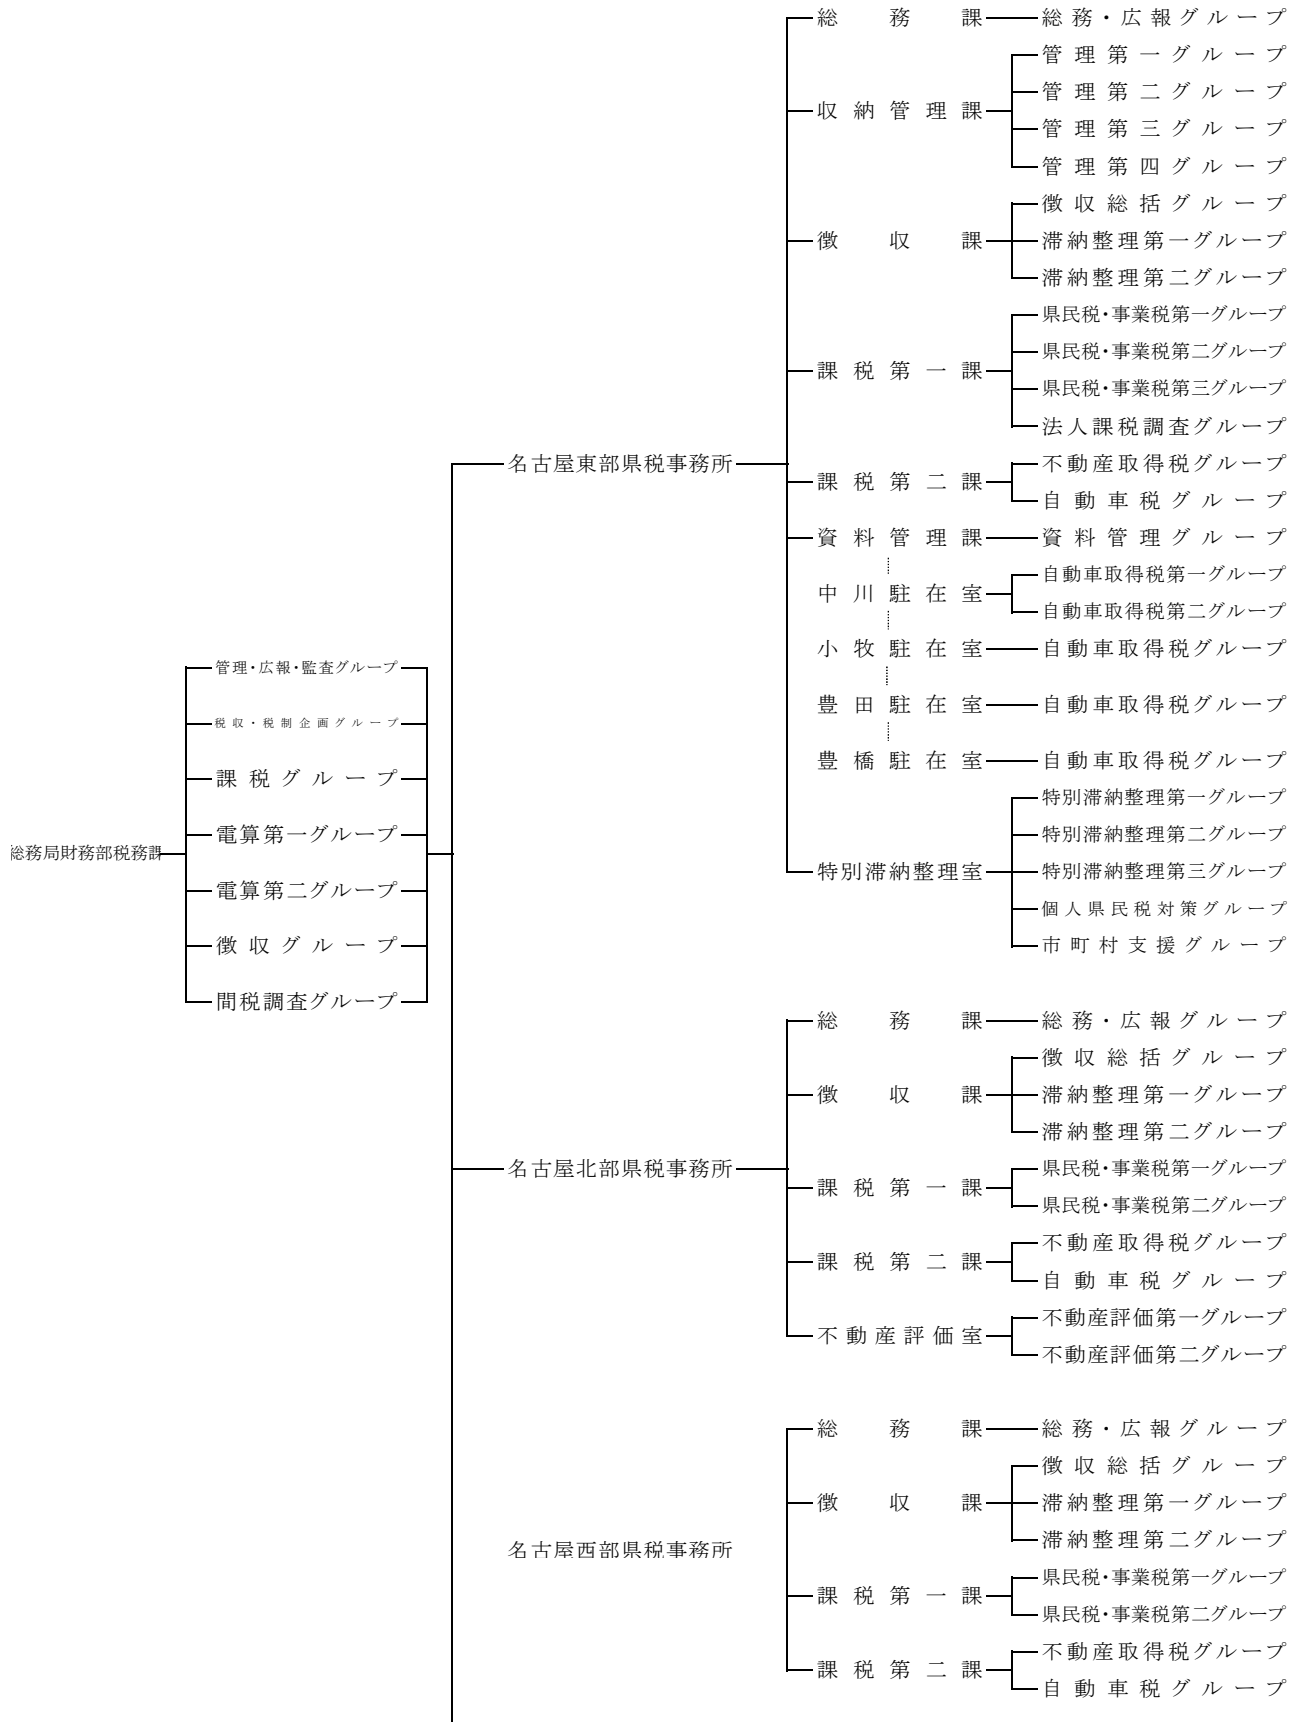 総務局財務部税務課
管理・広報・監査グループ
税収・税制企画グループ
課税グループ
電算第一グループ
電算第二グループ
徴収グループ
間税調査グループ
名古屋東部県税事務所
総務課
総務・広報グループ
収納管理課
管理第一グループ
管理第二グループ
管理第三グループ
管理第四グループ
徴収課
徴収総括グループ
滞納整理第一グループ
滞納整理第二グループ
課税第一課
県民税・事業税第一グループ
県民税・事業税第二グループ
県民税・事業税第三グループ
法人課税調査グループ
課税第二課
不動産取得税グループ
自動車税グループ
資料管理課
資料管理グループ
中川駐在室
自動車取得税第一グループ
自動車取得税第二グループ
小牧駐在室
自動車取得税グループ
豊田駐在室
自動車取得税グループ
豊橋駐在室
自動車取得税グループ
特別滞納整理室
特別滞納整理第一グループ
特別滞納整理第二グループ
特別滞納整理第三グループ
個人県民税対策グループ
市町村支援グループ
名古屋北部県税事務所
総務課
総務・広報グループ
徴収課
徴収総括グループ
滞納整理第一グループ
滞納整理第二グループ
課税第一課
県民税・事業税第一グループ
県民税・事業税第二グループ
課税第二課
不動産取得税グループ
自動車税グループ
不動産評価室
不動産評価第一グループ
不動産評価第二グループ
名古屋西部県税事務所
総務課
総務・広報グループ
徴収課
徴収総括グループ
滞納整理第一グループ
滞納整理第二グループ
課税第一課
県民税・事業税第一グループ
県民税・事業税第二グループ
課税第二課
不動産取得税グループ
自動車税グループ